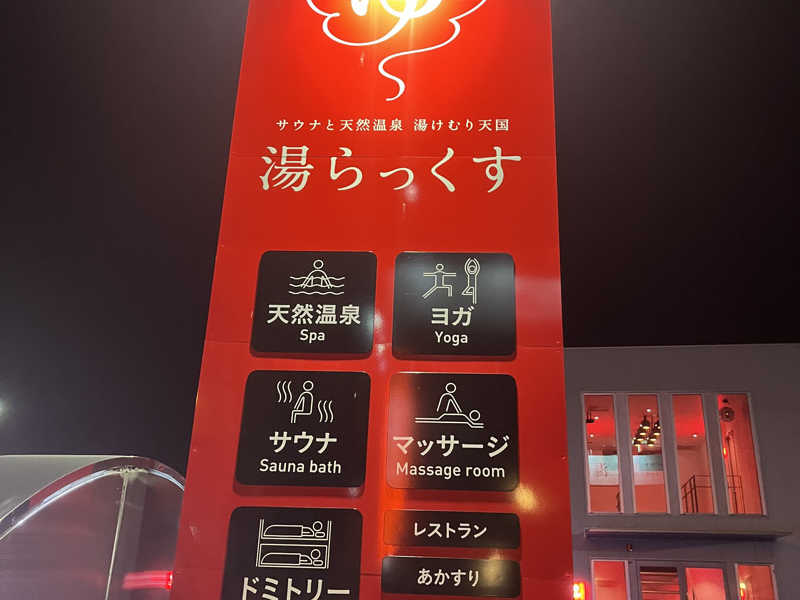 ゆ
サウナと天然温泉 湯けむり天国
湯らっくす
天然温泉
Spa
ヨガ
Yoga
サウナ
Sauna bath
マッサージ
Massage room
ドミトリー
レストラン
あかすり